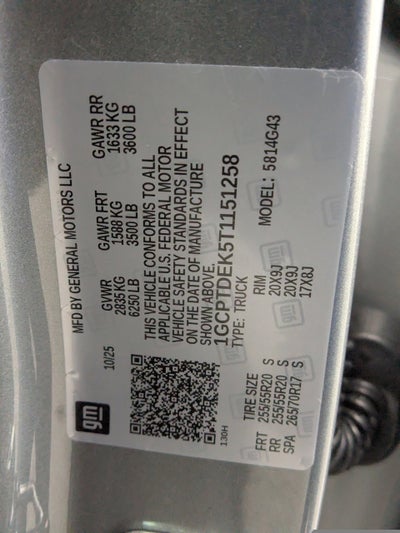 gm
MFD BY GENERAL MOTORS LLC
10/25
GVWR GAWR FRT GAWR RR
2835 KG 1588 KG 1633 KG
6250 LB 3500 LB 3600 LB
THIS VEHICLE CONFORMS TO ALL
APPLICABLE U.S. FEDERAL MOTOR
VEHICLE SAFETY STANDARDS IN EFFECT
ON THE DATE OF MANUFACTURE
SHOWN ABOVE.
1GCPTDEK5T1151258
130H
TYPE: TRUCK MODEL: 5814G43
TIRE SIZE RIM
FRT 255/55R20 S 20X9J
RR 255/55R20 S 20X9J
SPA 265/70R17 S 17X8J